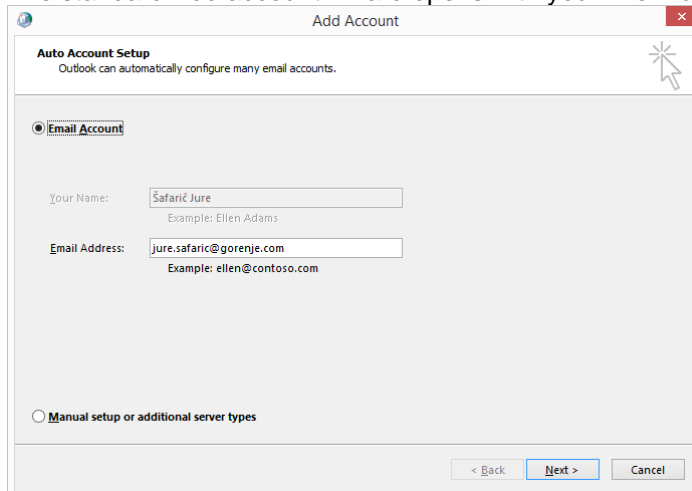 Add Account
Auto Account Setup
Outlook can automatically configure many email accounts.
Email Account
Your Name: Šafarič Jure
Example: Ellen Adams
Email Address: jure.safaric@gorenje.com
Example: ellen@contoso.com
Manual setup or additional server types
< Back Next > Cancel